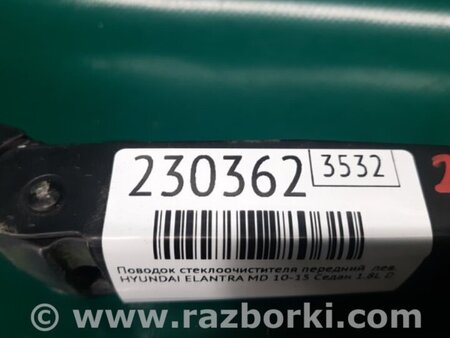 230362 3532
Поводок стеклоочистителя передний лев.
HYUNDAI ELANTRA MD 10-15 Седан 1.8L
www.razborki.com